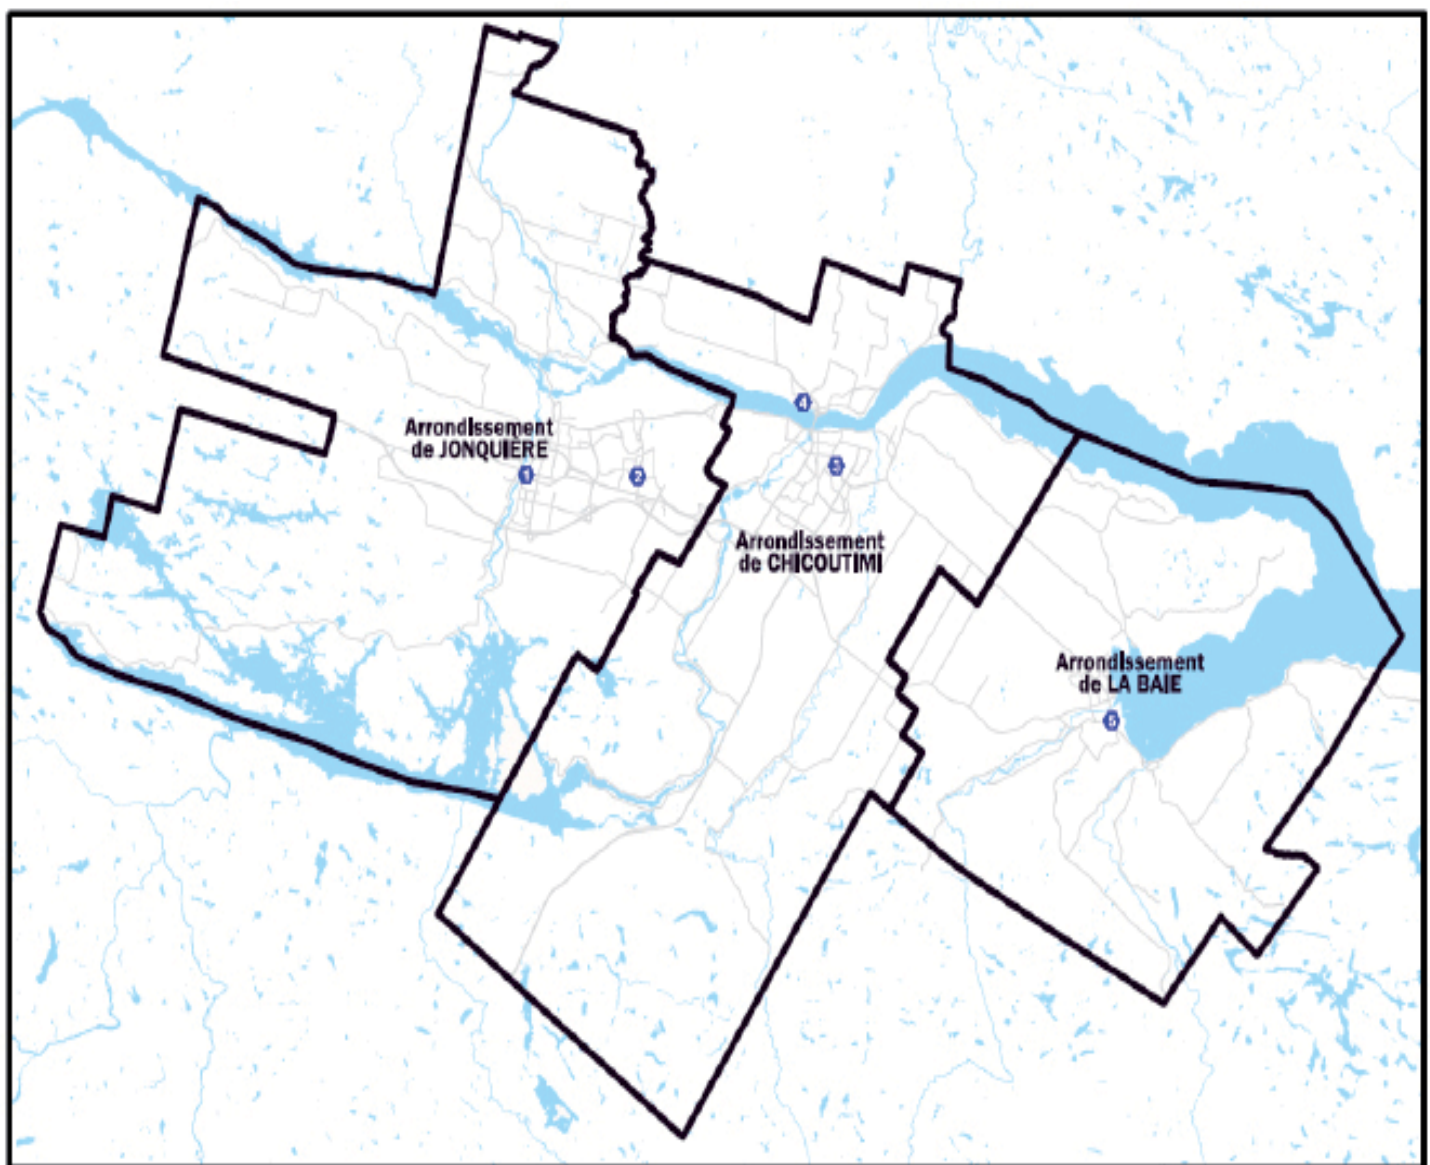 4
Arrondissement
de JONQUIÈRE
1
2
3
Arrondissement
de CHICOUTIMI
Arrondissement
de LA BAIE
5